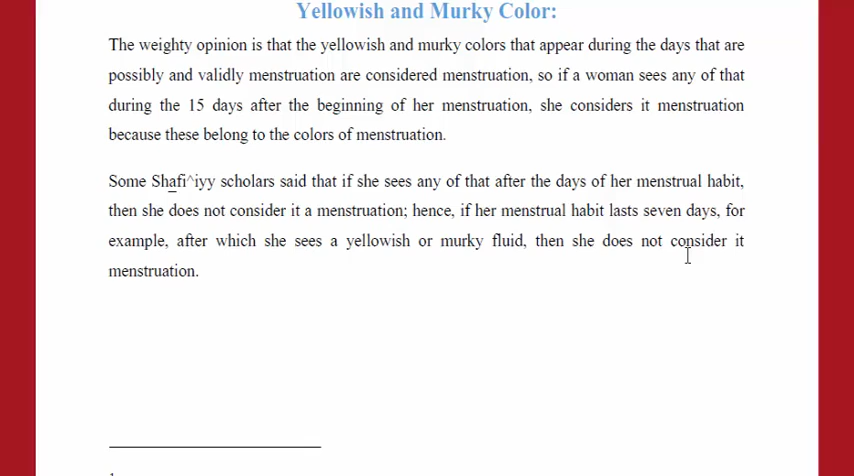 Yellowish and Murky Color:
The weighty opinion is that the yellowish and murky colors that appear during the days that are
possibly and validly menstruation are considered menstruation, so if a woman sees any of that
during the 15 days after the beginning of her menstruation, she considers it menstruation
because these belong to the colors of menstruation.
Some Shafi^iyy scholars said that if she sees any of that after the days of her menstrual habit,
then she does not consider it a menstruation; hence, if her menstrual habit lasts seven days, for
example, after which she sees a yellowish or murky fluid, then she does not consider it
menstruation.